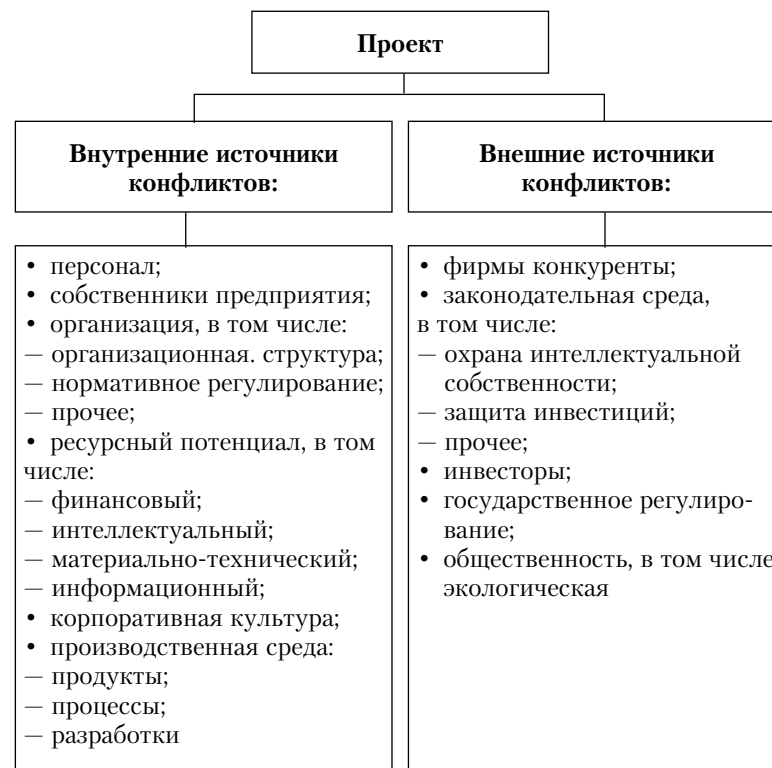 Проект
Внутренние источники
конфликтов:
• персонал;
• собственники предприятия;
• организация, в том числе:
— организационная. структура;
— нормативное регулирование;
— прочее;
• ресурсный потенциал, в том
числе:
— финансовый;
— интеллектуальный;
— материально-технический;
— информационный;
• корпоративная культура;
• производственная среда:
— продукты;
— процессы;
— разработки
Внешние источники
конфликтов:
• фирмы конкуренты;
• законодательная среда,
в том числе:
— охрана интеллектуальной
собственности;
— защита инвестиций;
— прочее;
• инвесторы;
• государственное регулиро-
вание;
• общественность, в том числе
экологическая